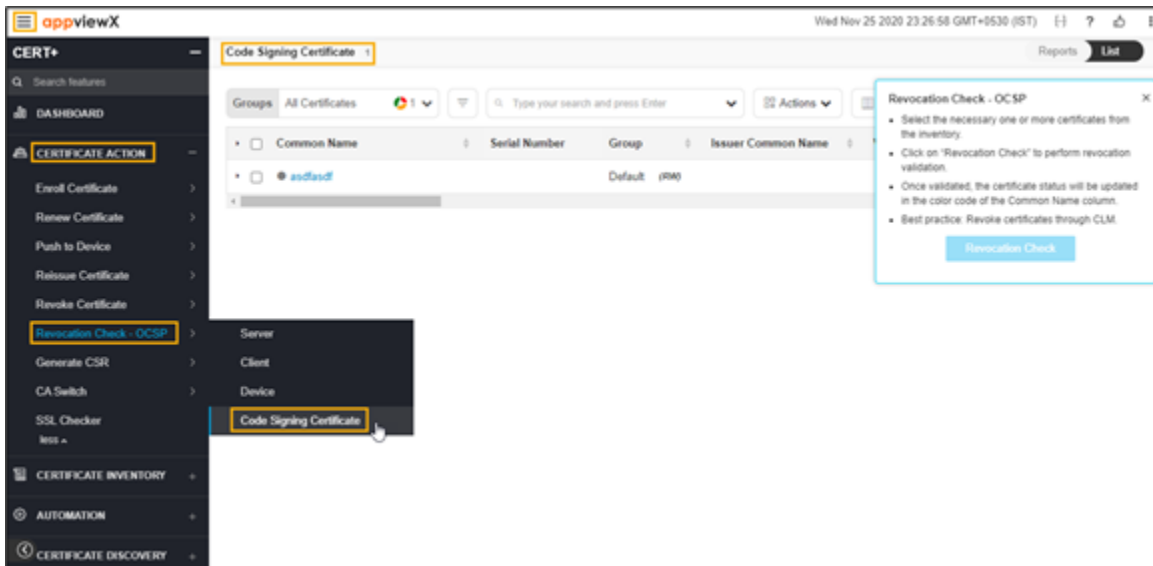 appviewX
Wed Nov 25 2020 23:26:58 GMT+0530 (IST)
CERT+
Search features
DASHBOARD
CERTIFICATE ACTION
Enroll Certificate
Renew Certificate
Push to Device
Reissue Certificate
Revoke Certificate
Revocation Check - OCSP
Generate CSR
CA Switch
SSL Checker
less
CERTIFICATE INVENTORY
AUTOMATION
CERTIFICATE DISCOVERY
Server
Client
Device
Code Signing Certificate
Code Signing Certificate 1
Reports List
Groups All Certificates 1 Type your search and press Enter Actions
Common Name Serial Number Group Issuer Common Name
asdfasdf Default (RW)
Revocation Check - OCSP
Select the necessary one or more certificates from
the inventory.
Click on "Revocation Check" to perform revocation
validation.
Once validated, the certificate status will be updated
in the color code of the Common Name column.
Best practice: Revoke certificates through CLM.
Revocation Check